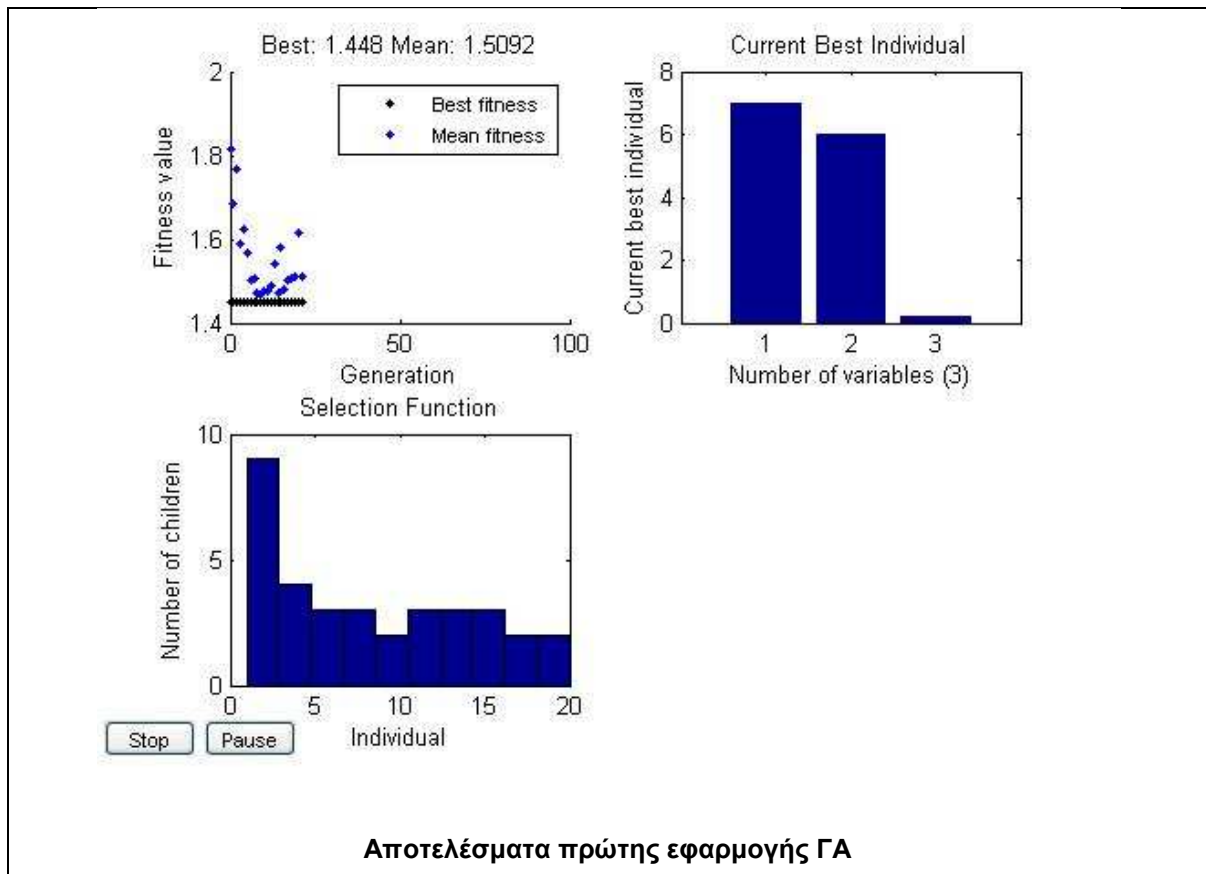 Best: 1.448 Mean: 1.5092
2
1.8
1.6
1.4
Fitness value
Best fitness
Mean fitness
0 50 100
Generation
Current Best Individual
8
6
4
2
0
Current best individual
1 2 3
Number of variables (3)
Selection Function
10
5
0
Number of children
0 5 10 15 20
Individual
Stop Pause
Αποτελέσματα πρώτης εφαρμογής ΓΑ